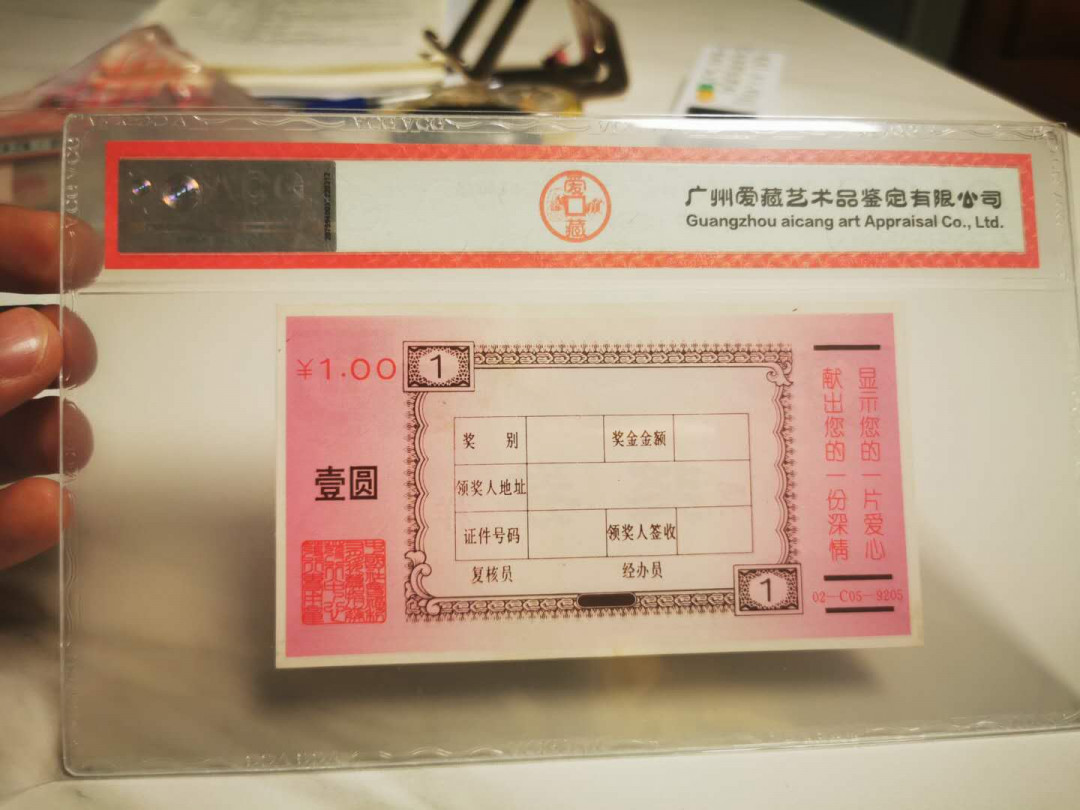 爱
藏
广州爱藏艺术品鉴定有限公司
Guangzhou aicang art Appraisal Co., Ltd.
¥1.00
1
壹圆
奖别
奖金金额
领奖人地址
证件号码
领奖人签收
复核员
经办员
1
显示您的一片爱心
献出您的一份深情
02—C05—9205